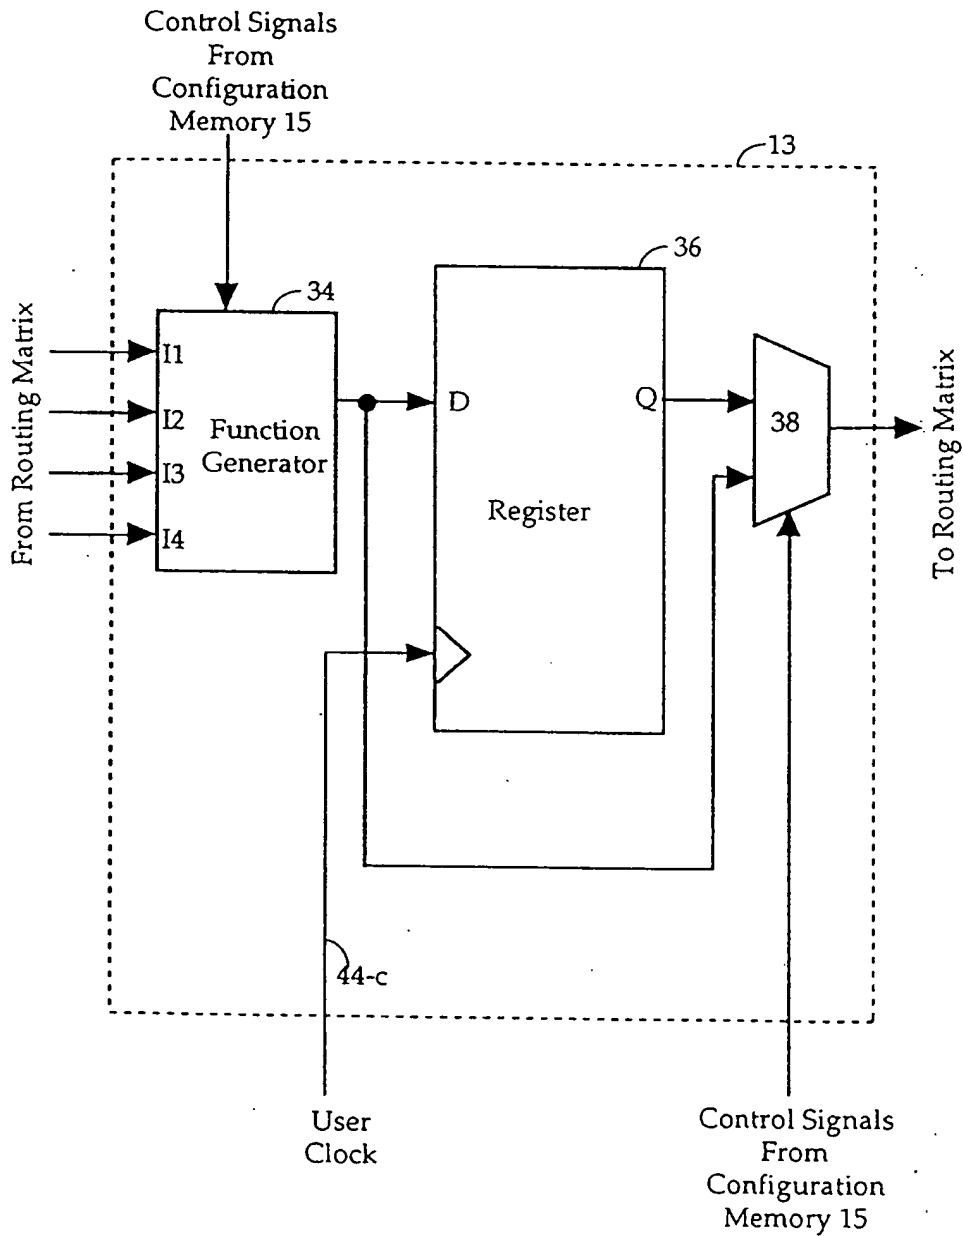 Control Signals
From
Configuration
Memory 15
13
36
34
From Routing Matrix
I1
I2
I3
I4
Function
Generator
D
Q
Register
38
To Routing Matrix
44-c
User
Clock
Control Signals
From
Configuration
Memory 15